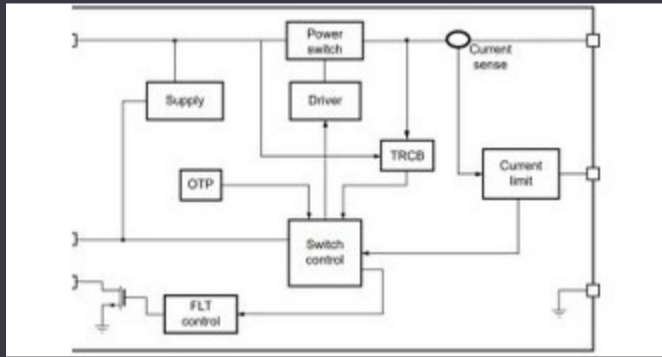 Power
switch
Current
sense
Supply
Driver
TRCB
Current
limit
OTP
Switch
control
FLT
control